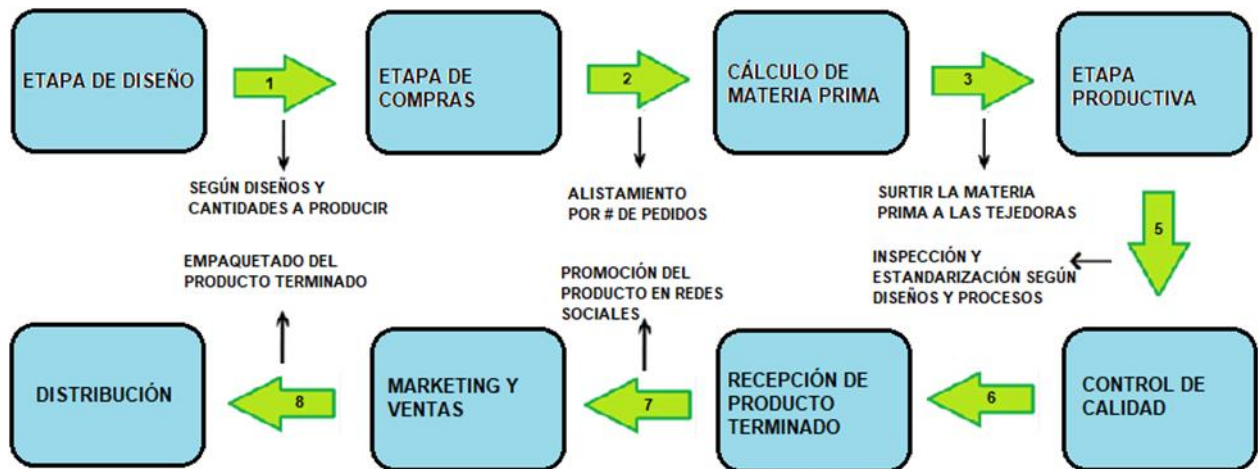 ETAPA DE DISEÑO
1
ETAPA DE
COMPRAS
2
CÁLCULO DE
MATERIA PRIMA
3
ETAPA
PRODUCTIVA
SEGÚN DISEÑOS Y
CANTIDADES A PRODUCIR
ALISTAMIENTO
POR # DE PEDIDOS
SURTIR LA MATERIA
PRIMA A LAS TEJEDORAS
5
INSPECCIÓN Y
ESTANDARIZACIÓN SEGÚN
DISEÑOS Y PROCESOS
CONTROL DE
CALIDAD
6
RECEPCIÓN DE
PRODUCTO
TERMINADO
7
PROMOCIÓN DEL
PRODUCTO EN REDES
SOCIALES
MARKETING Y
VENTAS
8
EMPAQUETADO DEL
PRODUCTO TERMINADO
DISTRIBUCIÓN